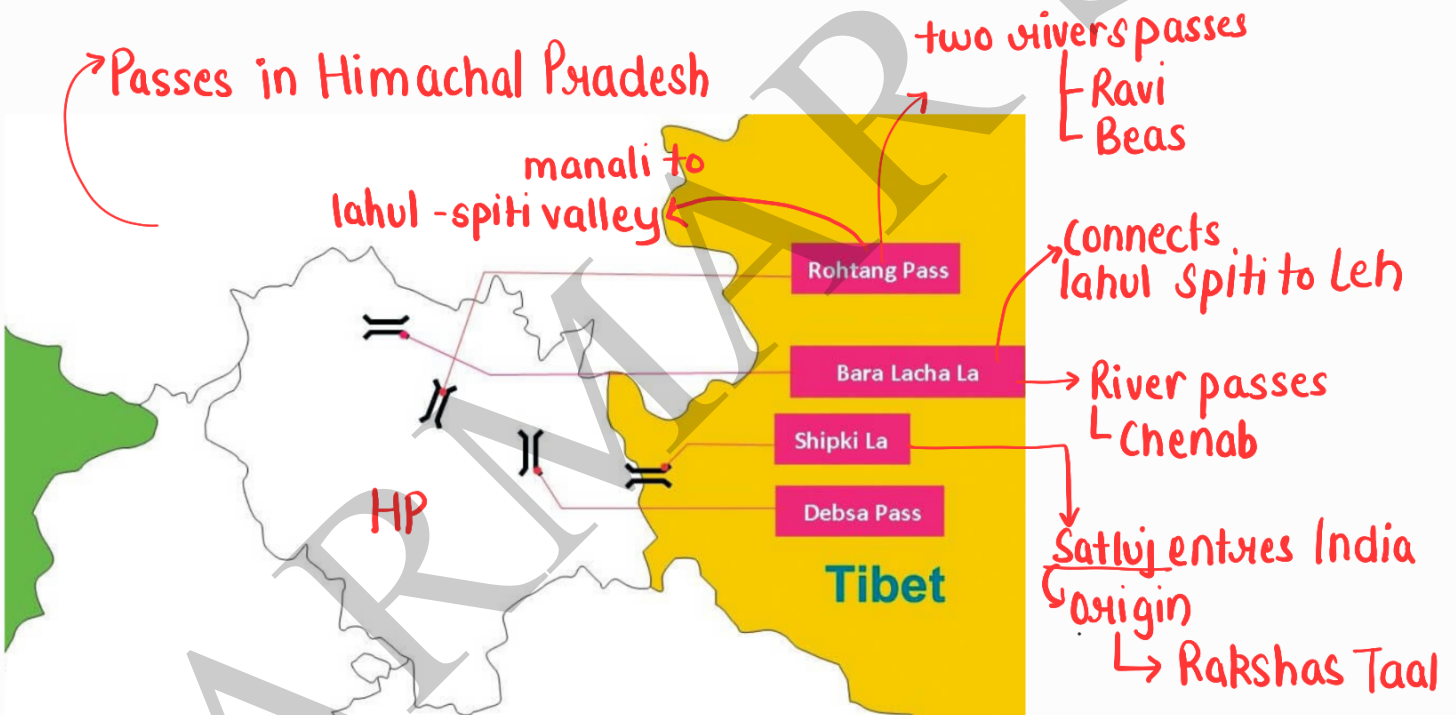 Passes in Himachal Pradesh
two rivers passes
Ravi
Beas
manali to
lahul - spiti valley
Rohtang Pass
connects
lahul spiti to Leh
Bara Lacha La
River passes
Chenab
Shipki La
Debsa Pass
HP
Satluj entres India
origin
Rakshas Taal
Tibet
ARMAR